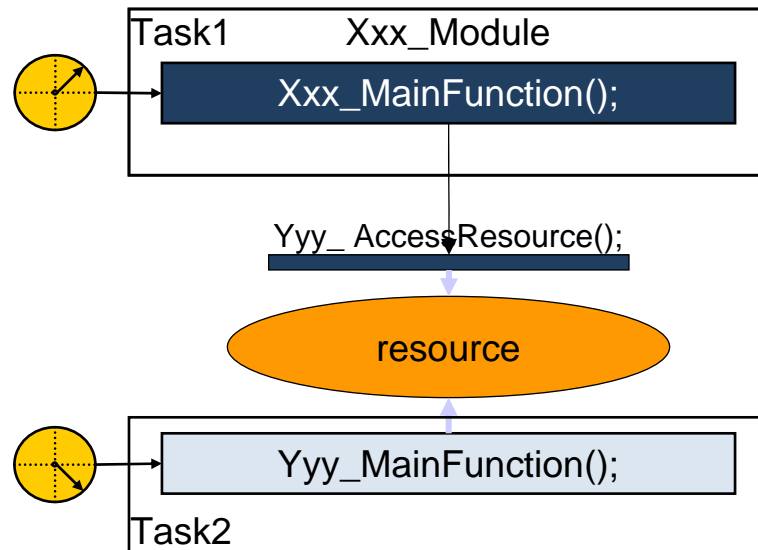 Task1 Xxx_Module
Xxx_MainFunction();
Yyy_ AccessResource();
resource
Yyy_MainFunction();
Task2